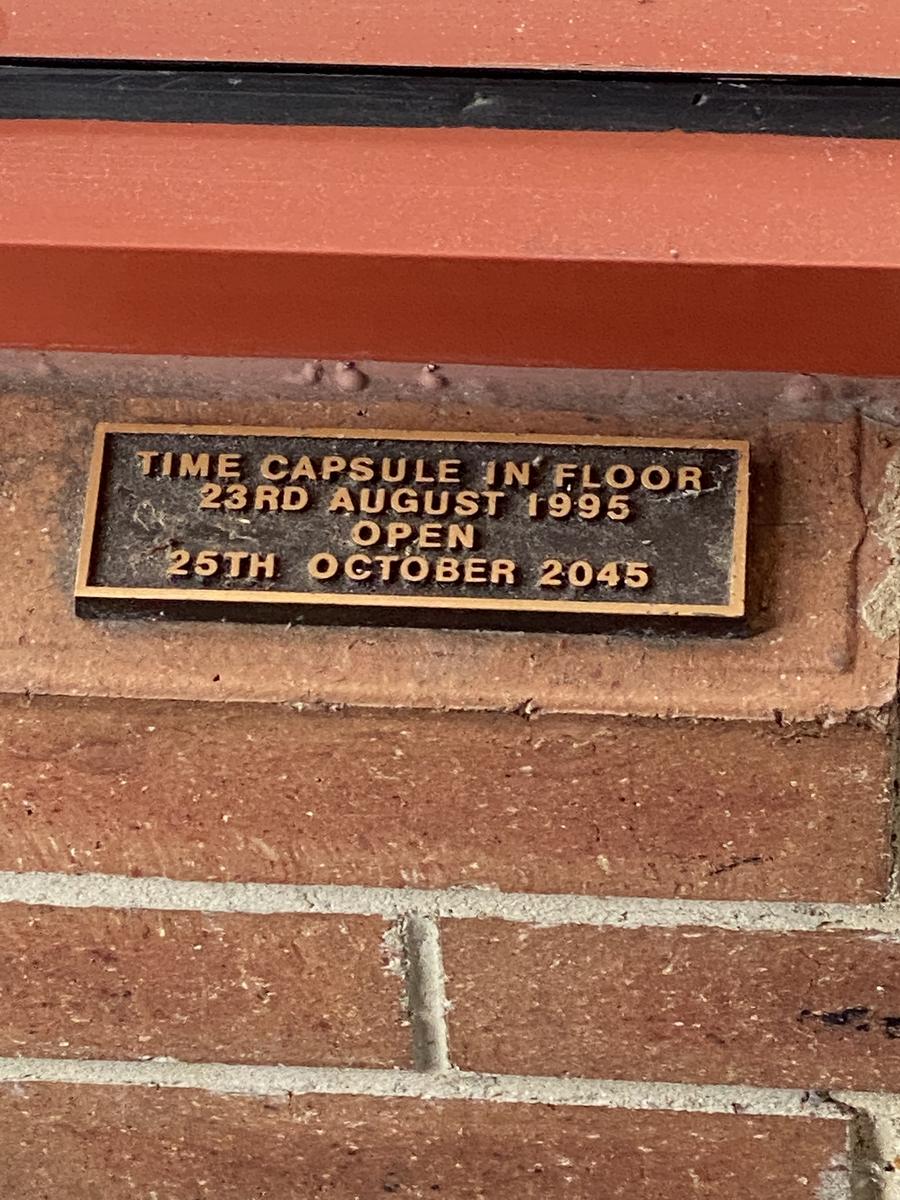 TIME CAPSULE IN FLOOR
23RD AUGUST 1995
OPEN
25TH OCTOBER 2045